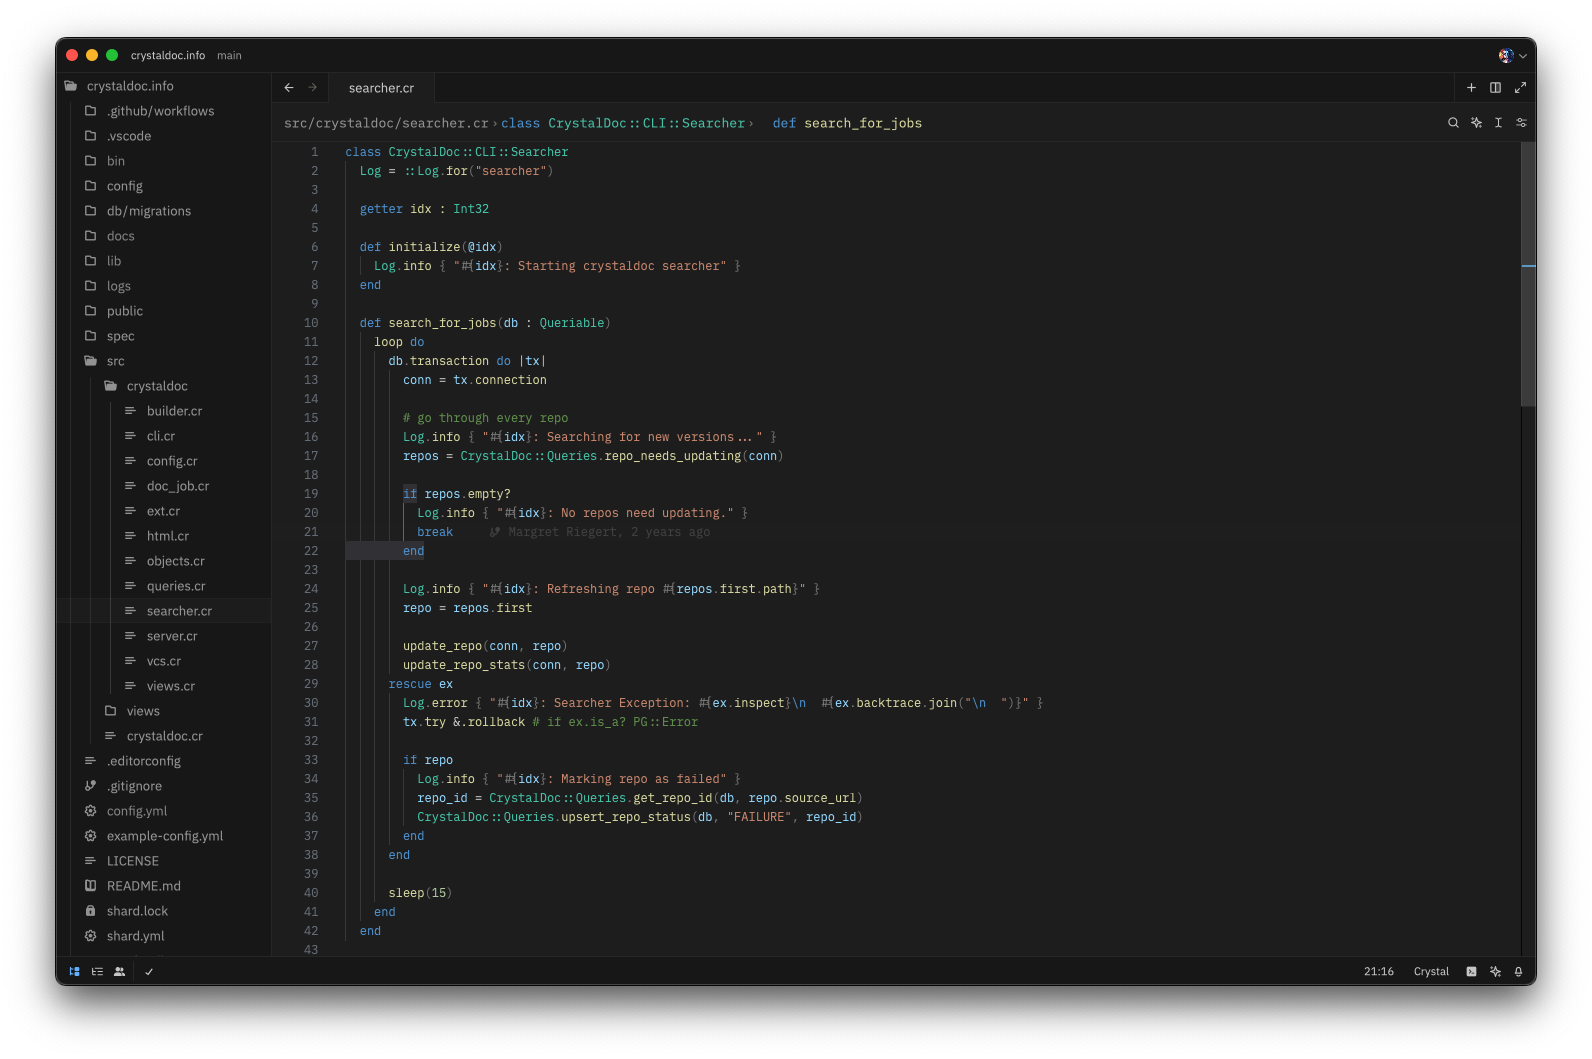 crystaldoc.info main
crystaldoc.info
.github/workflows
.vscode
bin
config
db/migrations
docs
lib
logs
public
spec
src
crystaldoc
builder.cr
cli.cr
config.cr
doc_job.cr
ext.cr
html.cr
objects.cr
queries.cr
searcher.cr
server.cr
vcs.cr
views.cr
views
crystaldoc.cr
.editorconfig
.gitignore
config.yml
example-config.yml
LICENSE
README.md
shard.lock
shard.yml
searcher.cr
src/crystaldoc/searcher.cr › class CrystalDoc::CLI::Searcher › def search_for_jobs
1 class CrystalDoc::CLI::Searcher
2 Log = ::Log.for("searcher")
3
4 getter idx : Int32
5
6 def initialize(@idx)
7 Log.info { "#{idx}: Starting crystaldoc searcher" }
8 end
9
10 def search_for_jobs(db : Queriable)
11 loop do
12 db.transaction do |tx|
13 conn = tx.connection
14
15 # go through every repo
16 Log.info { "#{idx}: Searching for new versions..." }
17 repos = CrystalDoc::Queries.repo_needs_updating(conn)
18
19 if repos.empty?
20 Log.info { "#{idx}: No repos need updating." }
21 break Margret Riegert, 2 years ago
22 end
23
24 Log.info { "#{idx}: Refreshing repo #{repos.first.path}" }
25 repo = repos.first
26
27 update_repo(conn, repo)
28 update_repo_stats(conn, repo)
29 rescue ex
30 Log.error { "#{idx}: Searcher Exception: #{ex.inspect}\n  #{ex.backtrace.join("\n  ")}" }
31 tx.try &.rollback # if ex.is_a? PG::Error
32
33 if repo
34 Log.info { "#{idx}: Marking repo as failed" }
35 repo_id = CrystalDoc::Queries.get_repo_id(db, repo.source_url)
36 CrystalDoc::Queries.upsert_repo_status(db, "FAILURE", repo_id)
37 end
38 end
39
40 sleep(15)
41 end
42 end
43
21:16 Crystal